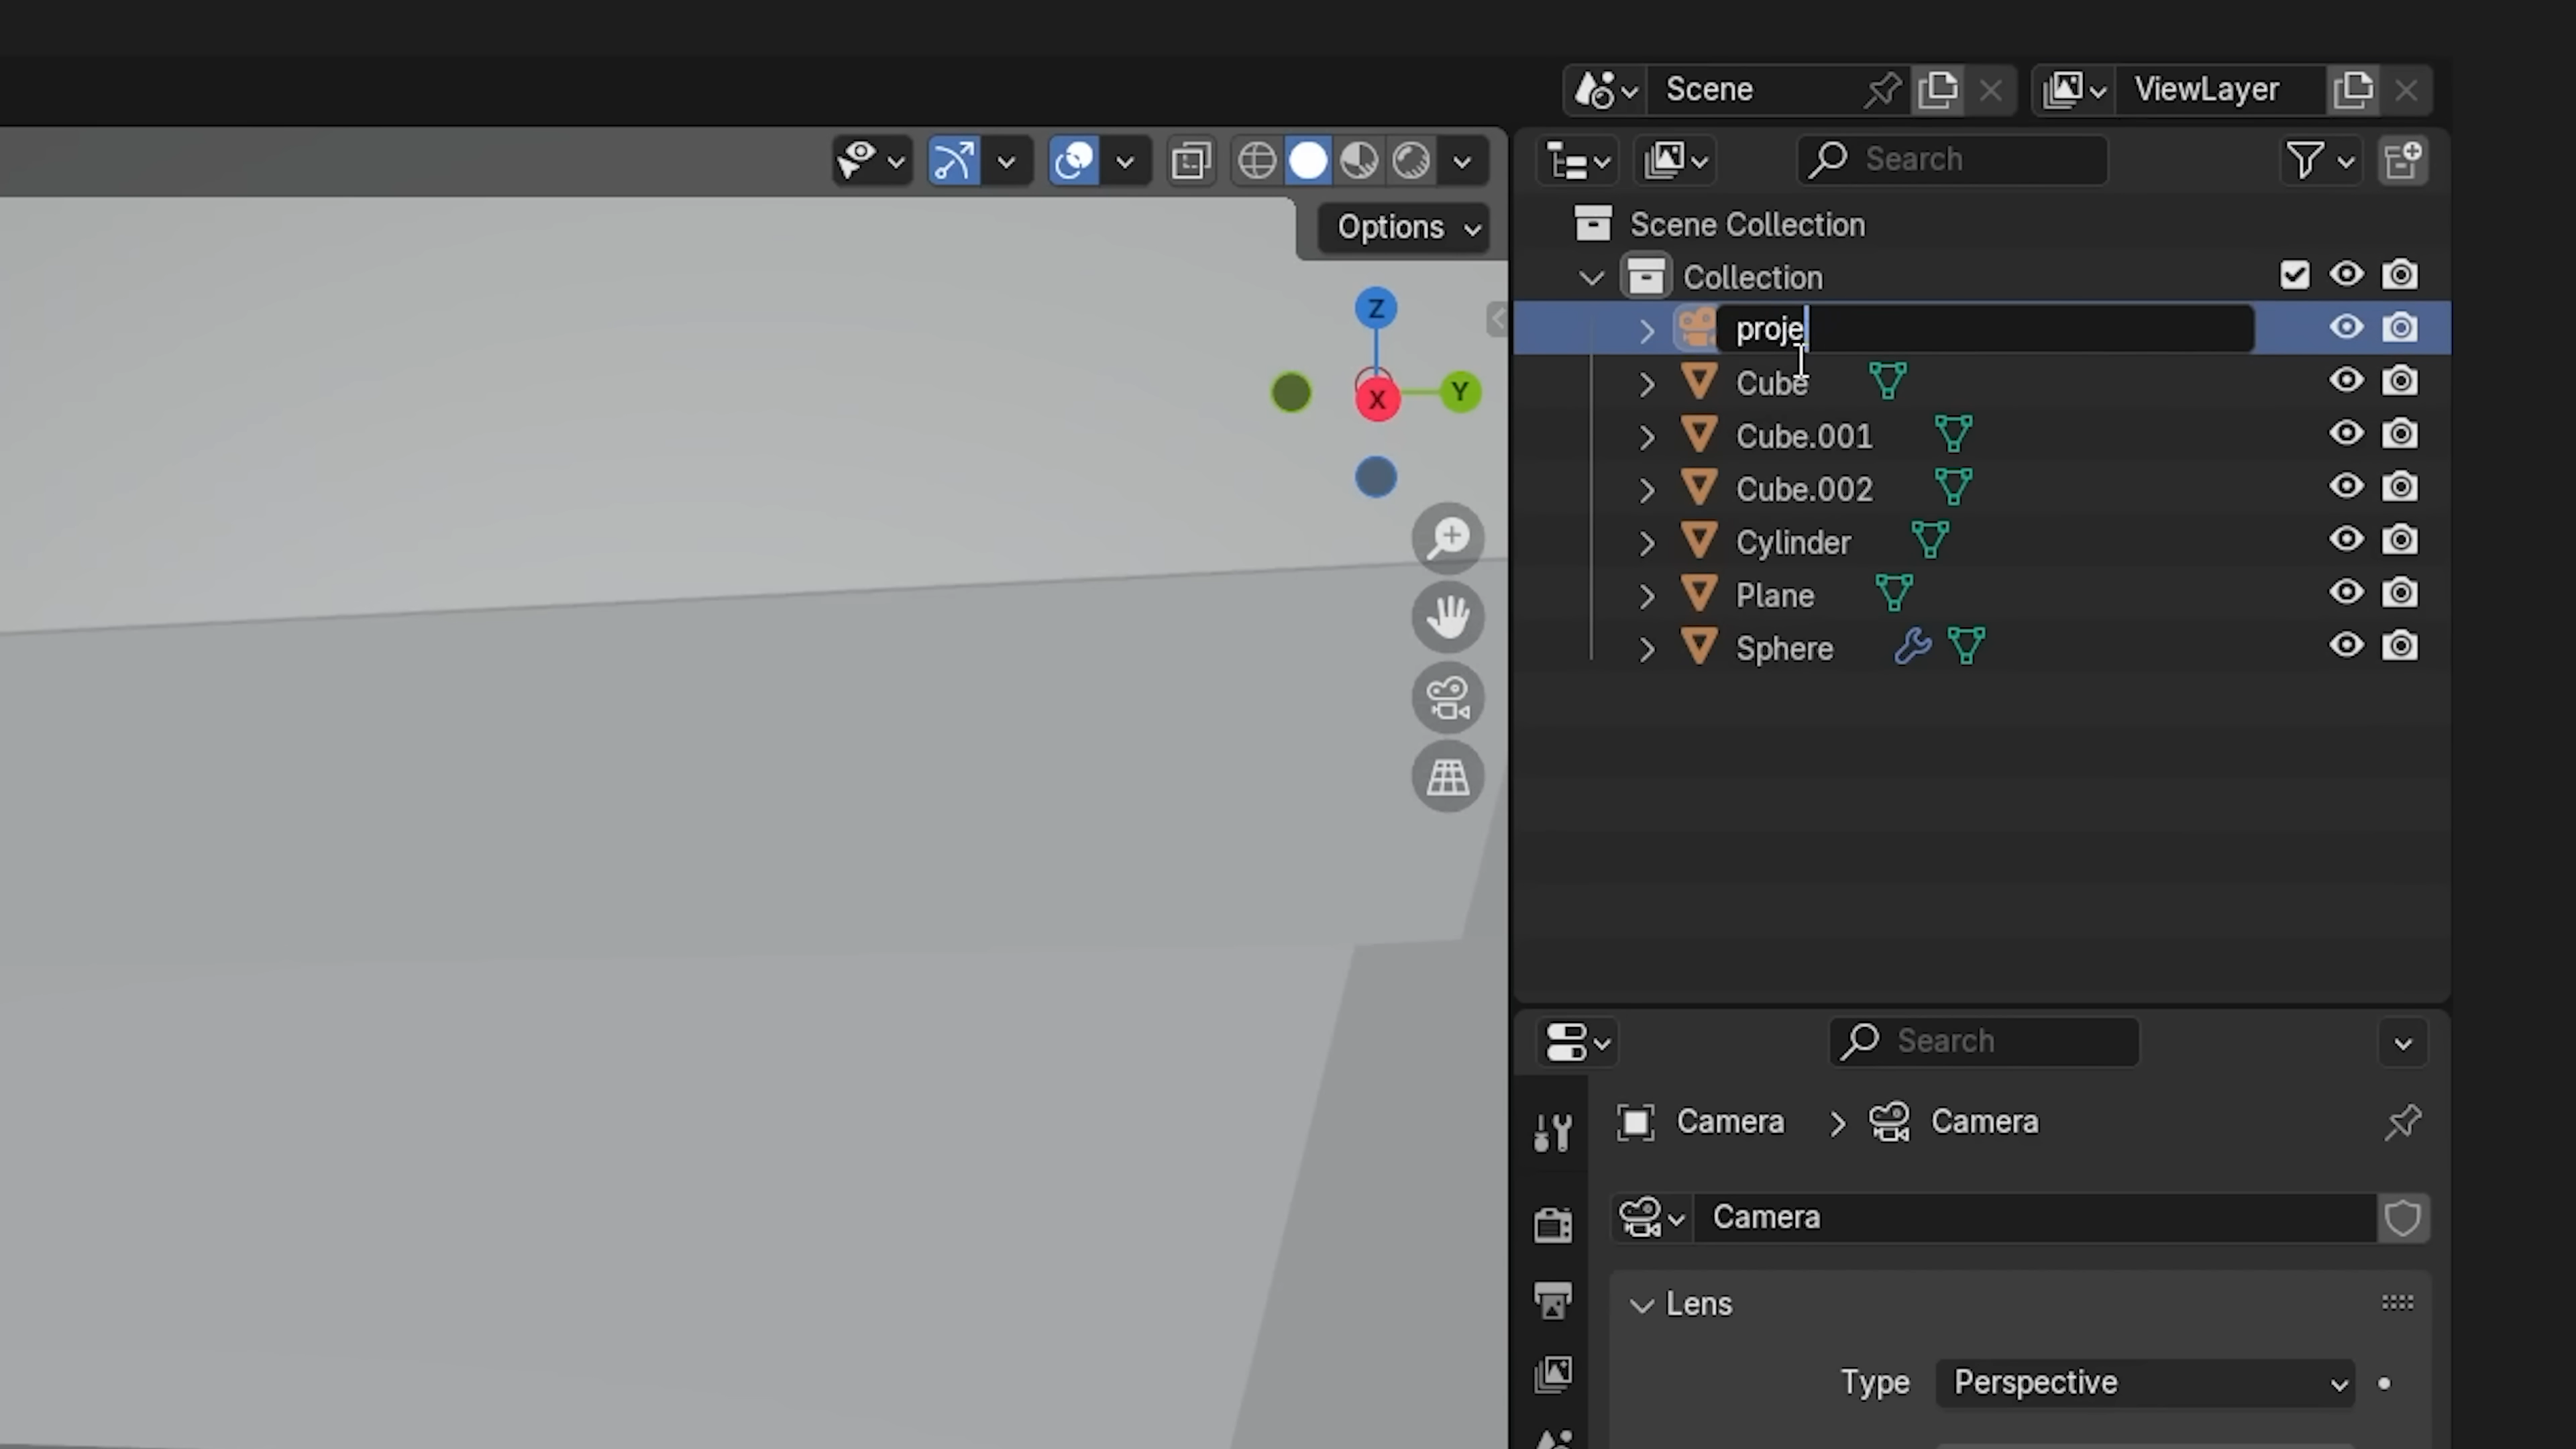 Scene
ViewLayer
Search
Options
Scene Collection
Collection
proje
Cube
Cube.001
Cube.002
Cylinder
Plane
Sphere
Z
Y
X
Search
Camera
Camera
Camera
Lens
Type
Perspective